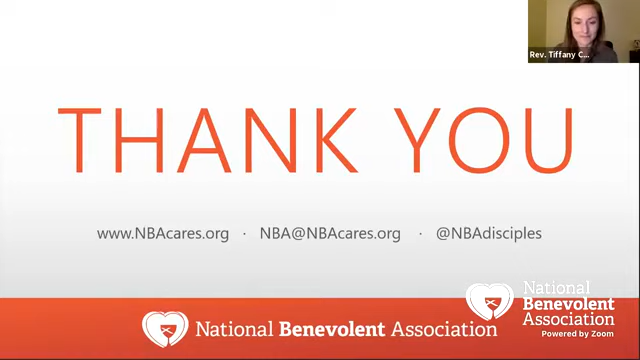 Rev. Tiffany C...
THANK YOU
www.NBAcares.org · NBA@NBAcares.org · @NBAdisciples
National Benevolent Association
National
Benevolent
Association
Powered by Zoom